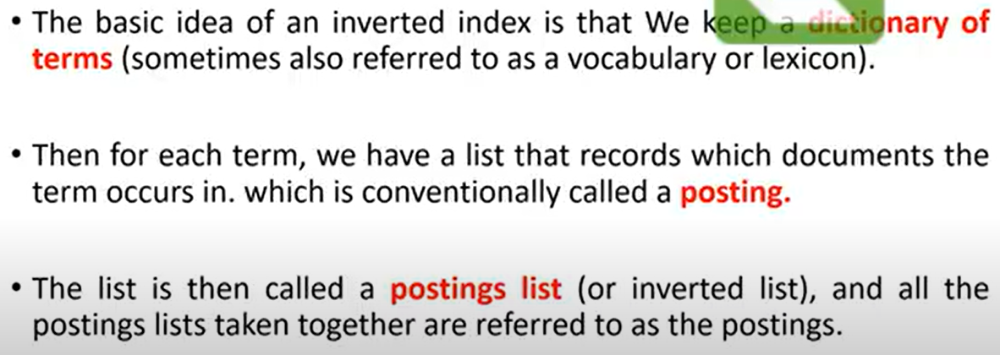 • The basic idea of an inverted index is that We keep a dictionary of
terms (sometimes also referred to as a vocabulary or lexicon).
• Then for each term, we have a list that records which documents the
term occurs in. which is conventionally called a posting.
• The list is then called a postings list (or inverted list), and all the
postings lists taken together are referred to as the postings.